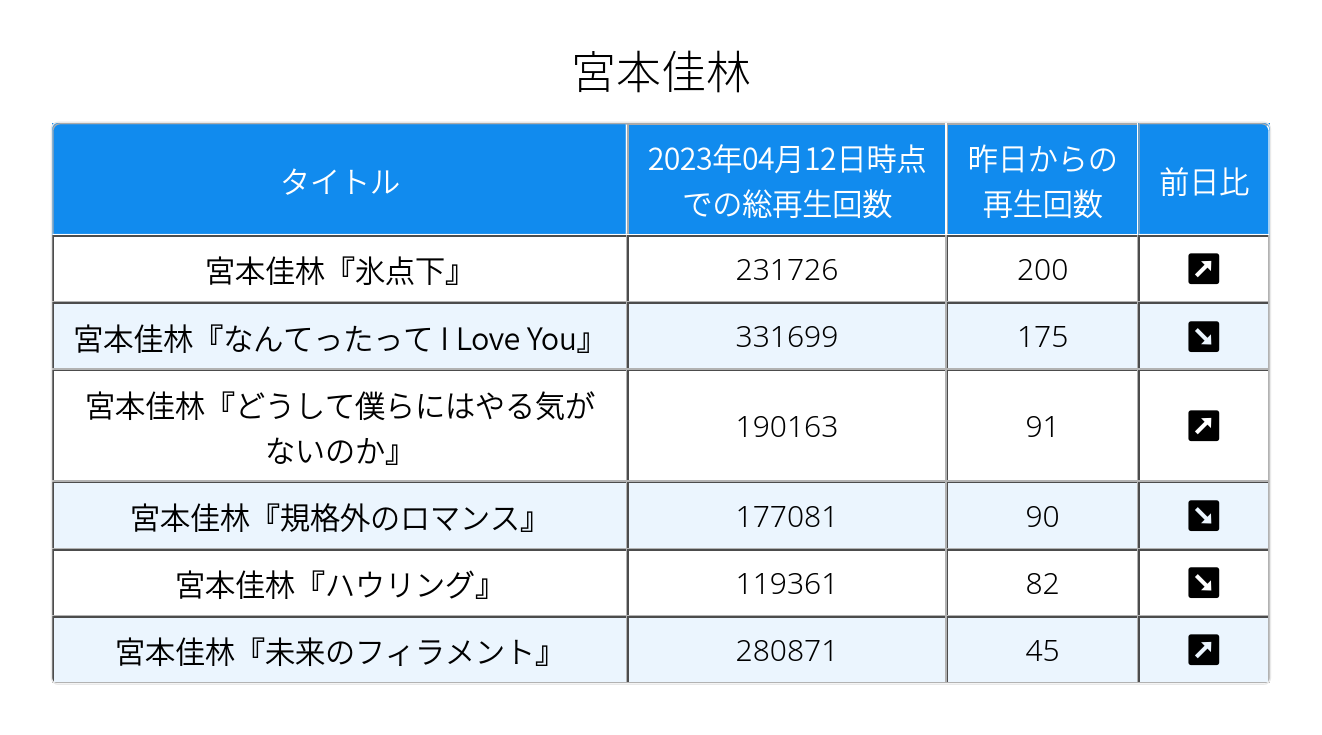 宮本佳林
タイトル
2023年04月12日時点
での総再生回数
昨日からの
再生回数
前日比
宮本佳林『氷点下』
231726
200
宮本佳林『なんてったって I Love You』
331699
175
宮本佳林『どうして僕らにはやる気が
ないのか』
190163
91
宮本佳林『規格外のロマンス』
177081
90
宮本佳林『ハウリング』
119361
82
宮本佳林『未来のフィラメント』
280871
45